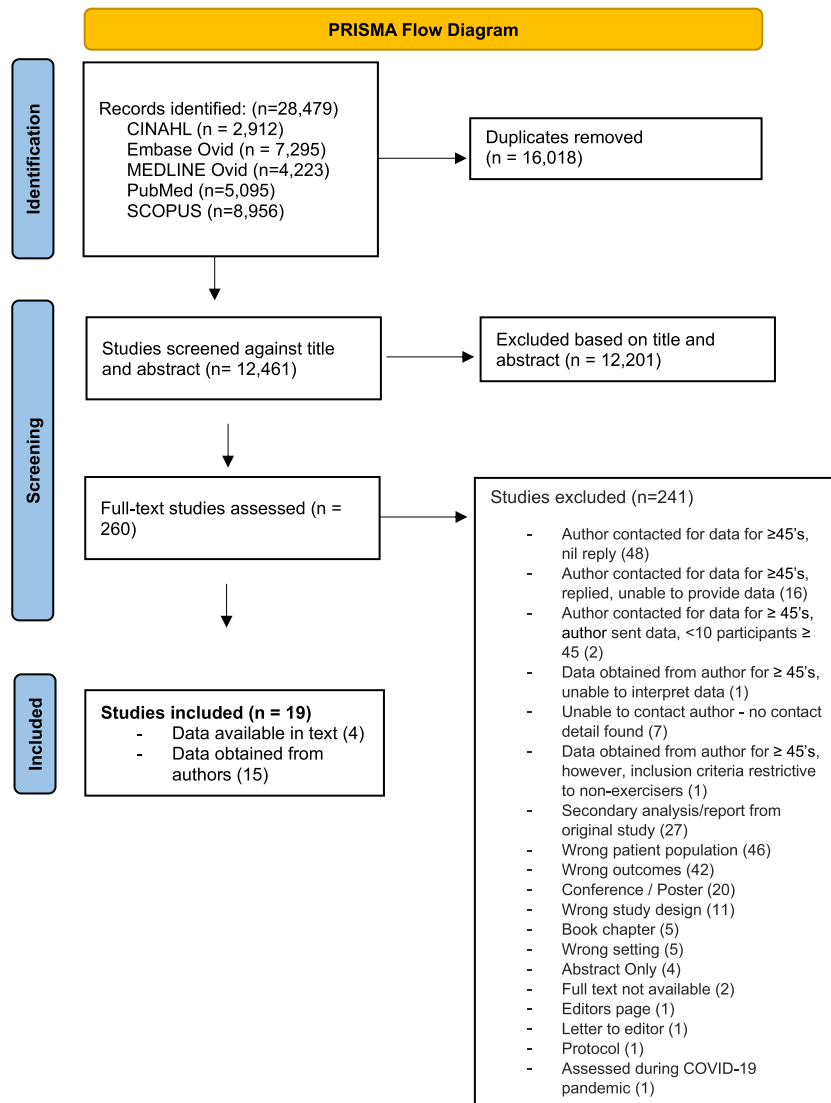 PRISMA Flow Diagram
Identification
Records identified: (n=28,479)
CINAHL (n = 2,912)
Embase Ovid (n = 7,295)
MEDLINE Ovid (n=4,223)
PubMed (n=5,095)
SCOPUS (n=8,956)
Duplicates removed
(n = 16,018)
Screening
Studies screened against title
and abstract (n= 12,461)
Excluded based on title and
abstract (n = 12,201)
Full-text studies assessed (n =
260)
Studies excluded (n=241)
- Author contacted for data for ≥45’s,
nil reply (48)
- Author contacted for data for ≥45’s,
replied, unable to provide data (16)
- Author contacted for data for ≥ 45’s,
author sent data, <10 participants ≥
45 (2)
- Data obtained from author for ≥ 45’s,
unable to interpret data (1)
- Unable to contact author - no contact
detail found (7)
- Data obtained from author for ≥ 45’s,
however, inclusion criteria restrictive
to non-exercisers (1)
- Secondary analysis/report from
original study (27)
- Wrong patient population (46)
- Wrong outcomes (42)
- Conference / Poster (20)
- Wrong study design (11)
- Book chapter (5)
- Wrong setting (5)
- Abstract Only (4)
- Full text not available (2)
- Editors page (1)
- Letter to editor (1)
- Protocol (1)
- Assessed during COVID-19
pandemic (1)
Included
Studies included (n = 19)
- Data available in text (4)
- Data obtained from
authors (15)